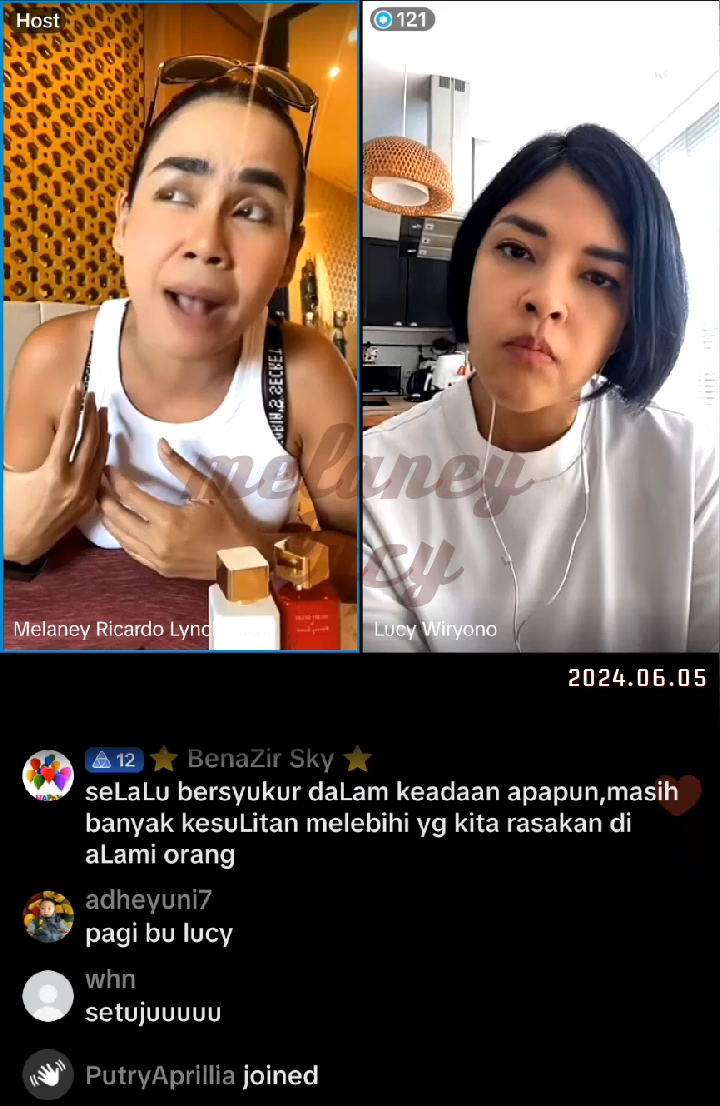 Host
121
melaney
Melaney Ricardo Lync
Lucy Wiryono
2024.06.05
12 ⭐ BenaZir Sky ⭐
seLaLu bersyukur daLam keadaan apapun,masih
banyak kesuLitan melebihi yg kita rasakan di
aLami orang
adheyuni7
pagi bu lucy
whn
setujuuuuu
PutryAprillia joined